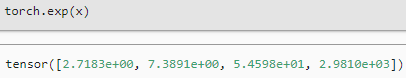 torch.exp(x)
tensor([2.7183e+00, 7.3891e+00, 5.4598e+01, 2.9810e+03])